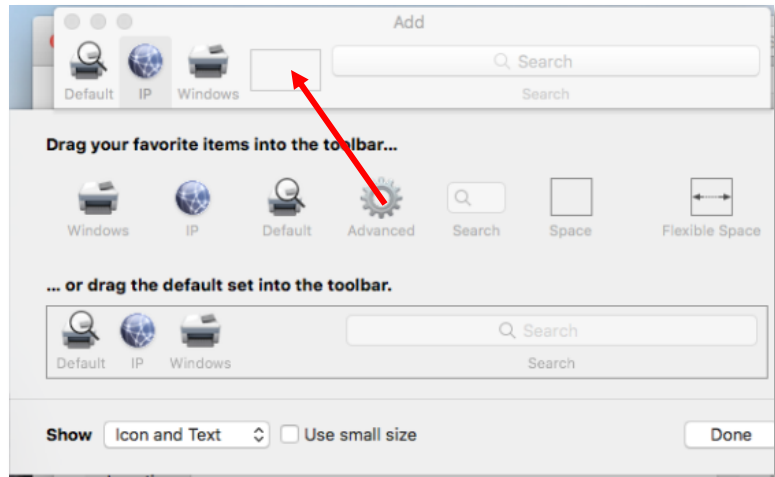 Add
Search
Default IP Windows Search
Drag your favorite items into the toolbar...
Windows IP Default Advanced Search Space Flexible Space
... or drag the default set into the toolbar.
Search
Default IP Windows Search
Show Icon and Text Use small size Done